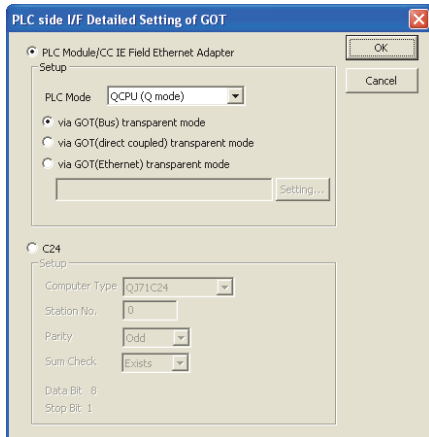 PLC side I/F Detailed Setting of GOT
PLC Module/CC IE Field Ethernet Adapter
OK
Setup
Cancel
PLC Mode QCPU (Q mode)
via GOT(Bus) transparent mode
via GOT(direct coupled) transparent mode
via GOT(Ethernet) transparent mode
Setting...
C24
Setup
Computer Type QJ71C24
Station No. 0
Parity Odd
Sum Check Exists
Data Bit 8
Stop Bit 1